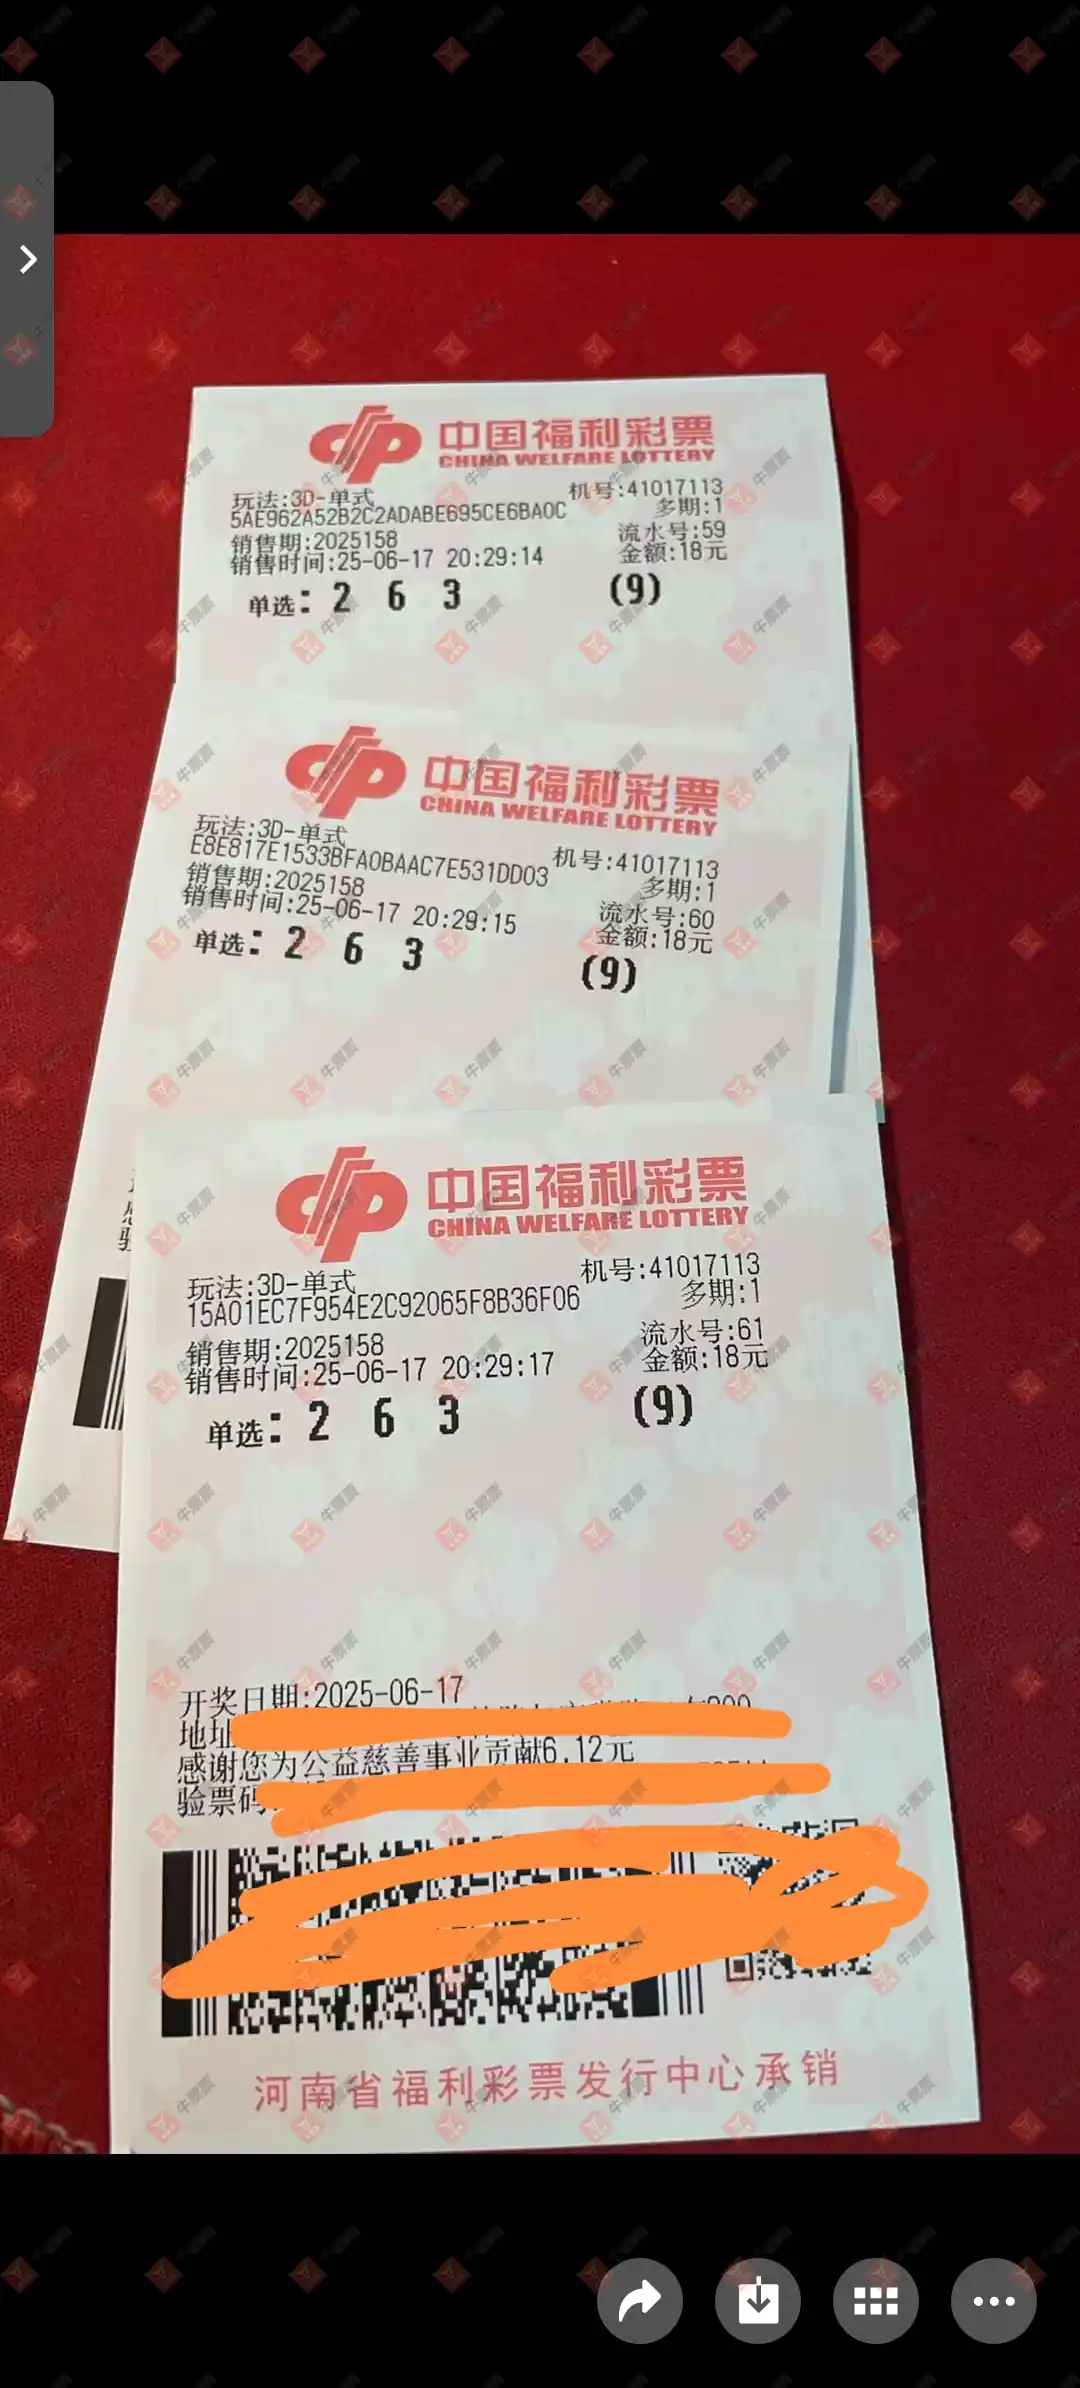 中国福利彩票
CHINA WELFARE LOTTERY
玩法:3D-单式 机号:41017113
5AE962A52B2C2ADABE695CE6BA0C 多期:1
销售期:2025158 流水号:59
销售时间:25-06-17 20:29:14 金额:18元
单选: 2 6 3 (9)
中国福利彩票
CHINA WELFARE LOTTERY
玩法:3D-单式 机号:41017113
E8E817E1533BFA0BAAC7E531DD03 多期:1
销售期:2025158 流水号:60
销售时间:25-06-17 20:29:15 金额:18元
单选: 2 6 3 (9)
中国福利彩票
CHINA WELFARE LOTTERY
玩法:3D-单式 机号:41017113
15A01EC7F954E2C92065F8B36F06 多期:1
销售期:2025158 流水号:61
销售时间:25-06-17 20:29:17 金额:18元
单选: 2 6 3 (9)
开奖日期:2025-06-17
地址
感谢您为公益慈善事业贡献6.12元
验票码
河南省福利彩票发行中心承销
牛票票